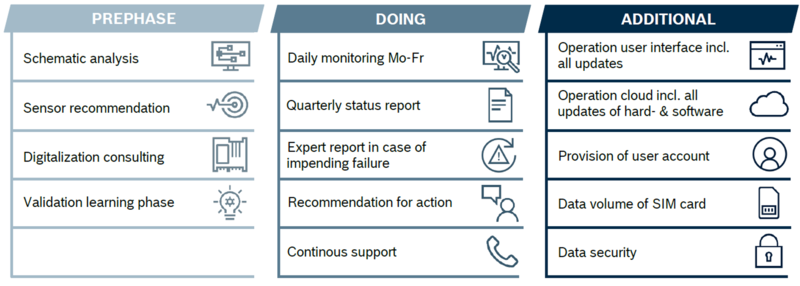 PREPHASE
Schematic analysis
Sensor recommendation
Digitalization consulting
Validation learning phase
DOING
Daily monitoring Mo-Fr
Quarterly status report
Expert report in case of
impending failure
Recommendation for action
Continous support
ADDITIONAL
Operation user interface incl.
all updates
Operation cloud incl. all
updates of hard- & software
Provision of user account
Data volume of SIM card
Data security